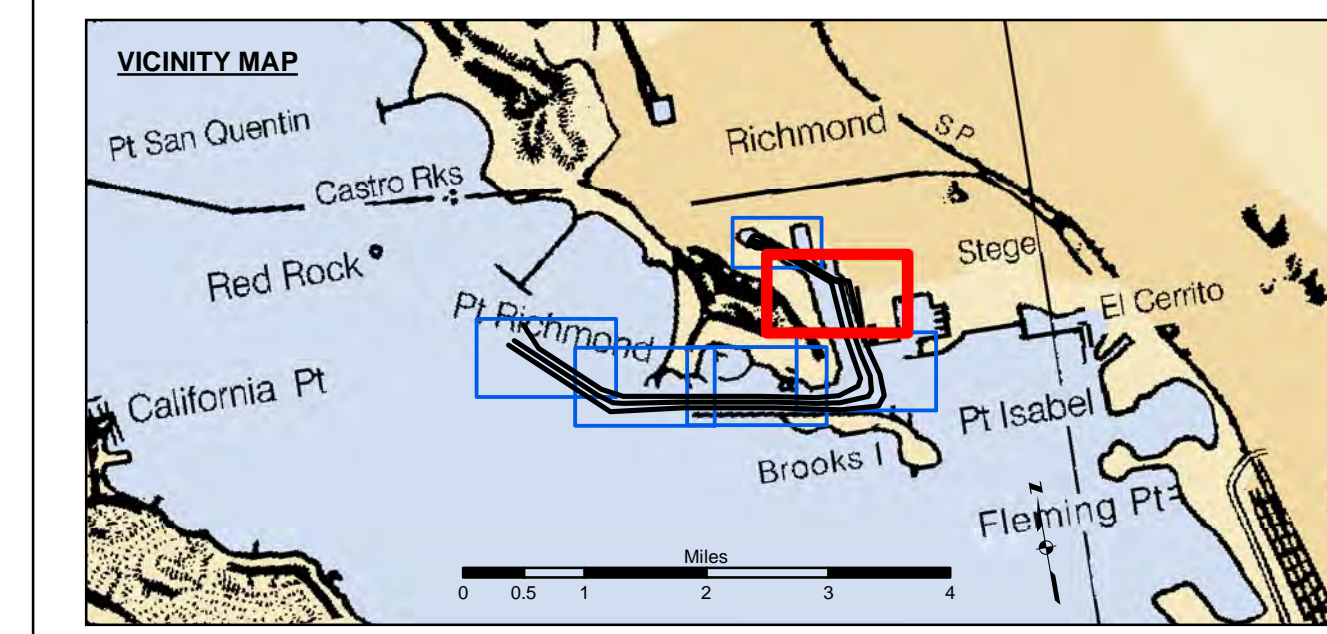 VICINITY MAP
Pt San Quentin
Richmond
SP
Castro Rks
Stege
Red Rock
El Cerrito
Pt Richmond
California Pt
Pt Isabel
Brooks I
Fleming Pt
N
Miles
0 0.5 1 2 3 4